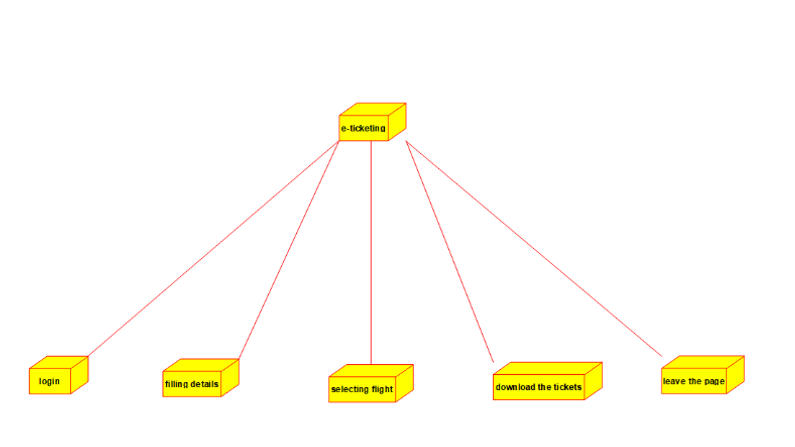 e-ticketing
login
filling details
selecting flight
download the tickets
leave the page